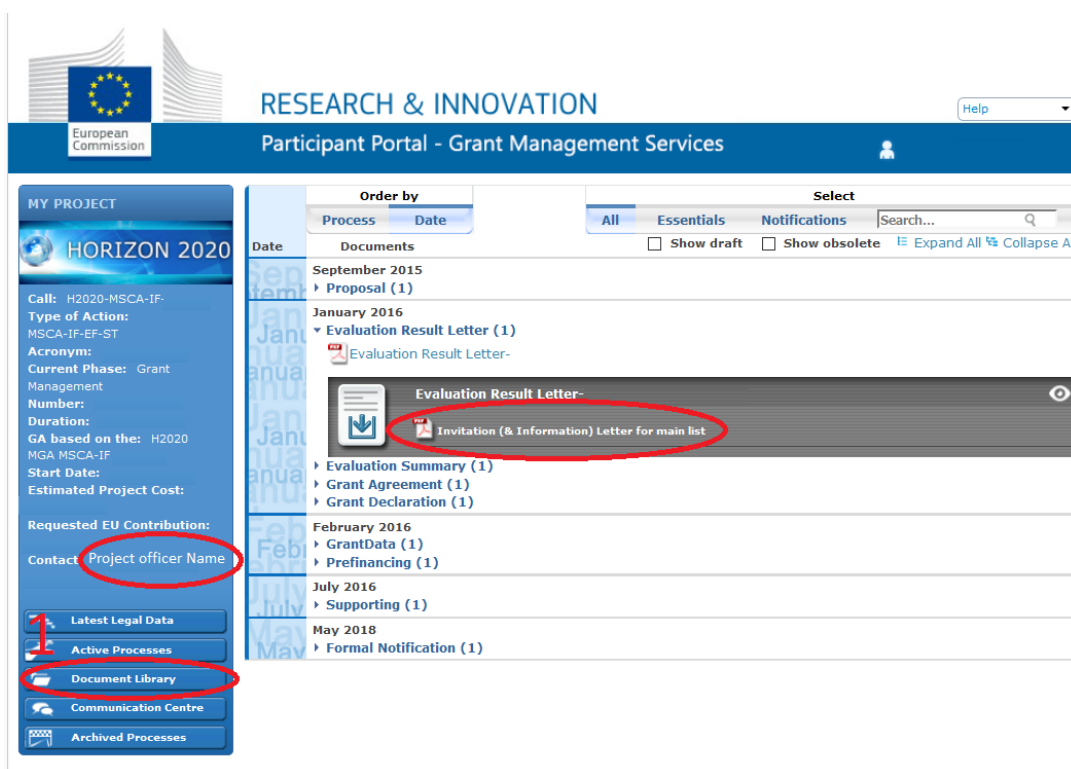 European
Commission
RESEARCH & INNOVATION
Help
Participant Portal - Grant Management Services
MY PROJECT
HORIZON 2020
Call: H2020-MSCA-IF-
Type of Action:
MSCA-IF-EF-ST
Acronym:
Current Phase: Grant
Management
Number:
Duration:
GA based on the: H2020
MGA MSCA-IF
Start Date:
Estimated Project Cost:
Requested EU Contribution:
Contact Project officer Name
1
Latest Legal Data
Active Processes
Document Library
Communication Centre
Archived Processes
Order by
Select
Process Date
All Essentials Notifications Search...
Date Documents
Show draft Show obsolete Expand All Collapse A
September 2015
Proposal (1)
January 2016
Evaluation Result Letter (1)
Evaluation Result Letter-
Evaluation Result Letter-
Invitation (& Information) Letter for main list
Evaluation Summary (1)
Grant Agreement (1)
Grant Declaration (1)
February 2016
GrantData (1)
Prefinancing (1)
July 2016
Supporting (1)
May 2018
Formal Notification (1)